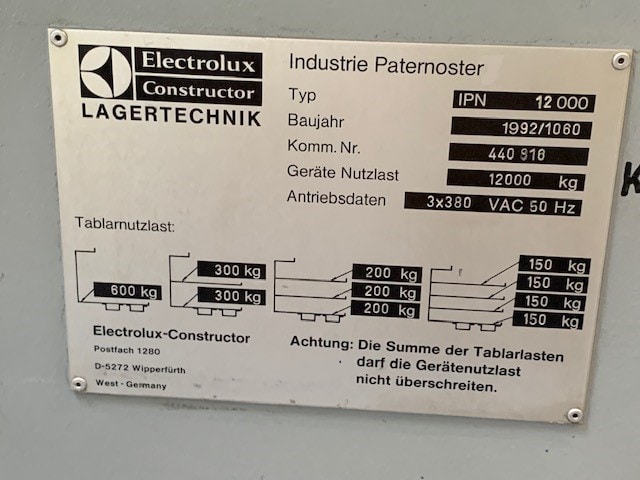 Electrolux
Constructor
LAGERTECHNIK
Industrie Paternoster
Typ IPN 12 000
Baujahr 1992/1060
Komm. Nr. 440 816
Geräte Nutzlast 12000 kg
Antriebsdaten 3x380 VAC 50 Hz
Tablarnutzlast:
600 kg
300 kg
300 kg
200 kg
200 kg
200 kg
150 kg
150 kg
150 kg
150 kg
Electrolux-Constructor
Postfach 1280
D-5272 Wipperfürth
West - Germany
Achtung: Die Summe der Tablarlasten
darf die Gerätenutzlast
nicht überschreiten.
K